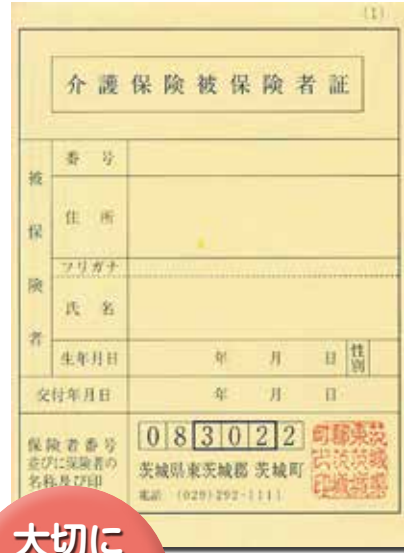 (1)
介護保険被保険者証
被保険者
番号
住所
フリガナ
氏名
生年月日 年 月 日 性別
交付年月日 年 月 日
保険者番号
並びに保険者の
名称及び印
083022
茨城県東茨城郡 茨城町
電話 (029)292-1111
大切に